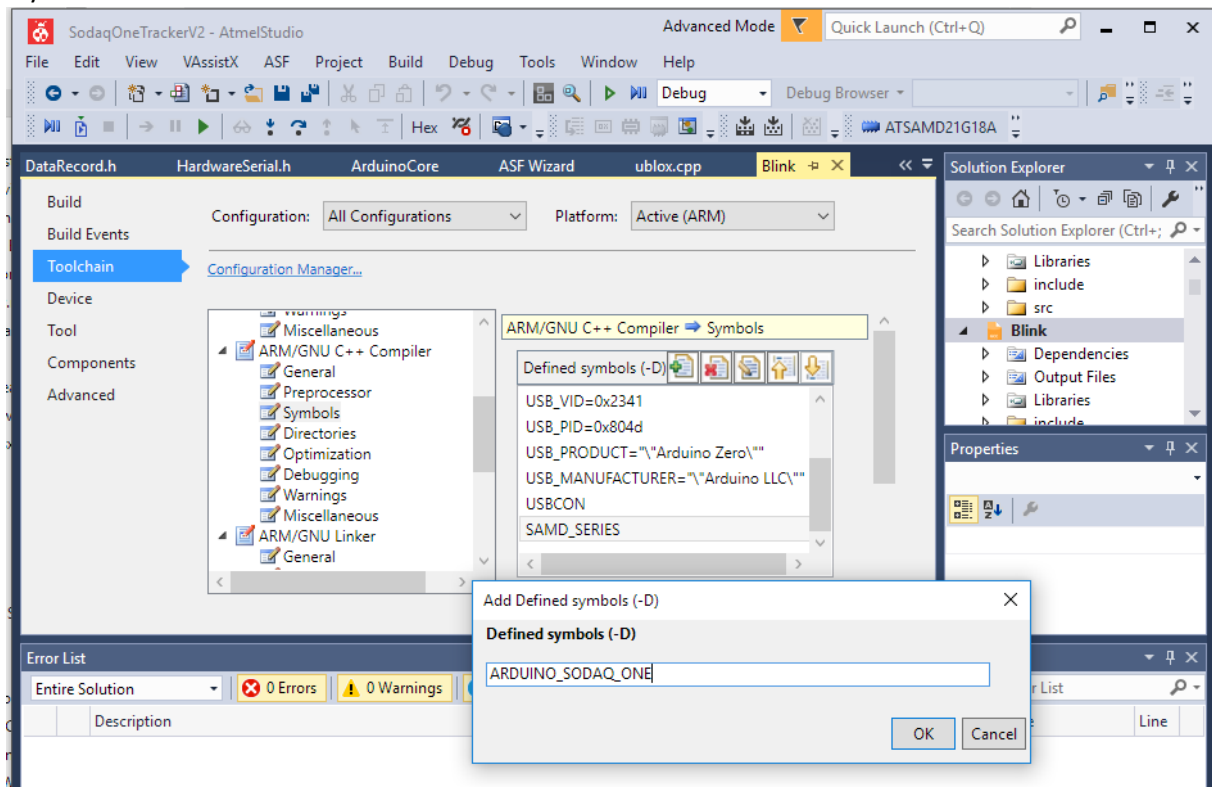 SodaqOneTrackerV2 - AtmelStudio
Advanced Mode
Quick Launch (Ctrl+Q)
File Edit View VAssistX ASF Project Build Debug Tools Window Help
Debug
Debug Browser
Hex
ATSAMD21G18A
DataRecord.h HardwareSerial.h ArduinoCore ASF Wizard ublox.cpp Blink
Build
Build Events
Toolchain
Device
Tool
Components
Advanced
Configuration: All Configurations Platform: Active (ARM)
Configuration Manager...
Warnings
Miscellaneous
ARM/GNU C++ Compiler
General
Preprocessor
Symbols
Directories
Optimization
Debugging
Warnings
Miscellaneous
ARM/GNU Linker
General
ARM/GNU C++ Compiler Symbols
Defined symbols (-D)
USB_VID=0x2341
USB_PID=0x804d
USB_PRODUCT="\"Arduino Zero\""
USB_MANUFACTURER="\"Arduino LLC\""
USBCON
SAMD_SERIES
Solution Explorer
Search Solution Explorer (Ctrl+;
Libraries
include
src
Blink
Dependencies
Output Files
Libraries
include
Properties
Add Defined symbols (-D)
Defined symbols (-D)
ARDUINO_SODAQ_ONE
OK Cancel
Error List
Entire Solution 0 Errors 0 Warnings
r List
Description
Line